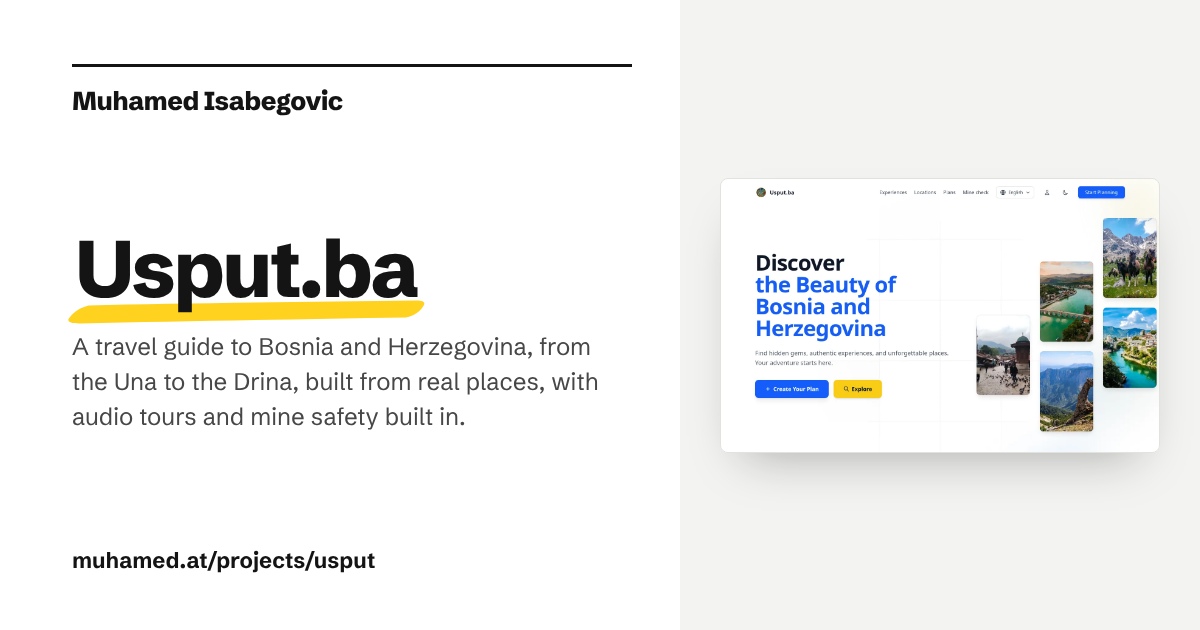 Muhamed Isabegovic
Usput.ba
A travel guide to Bosnia and Herzegovina, from
the Una to the Drina, built from real places, with
audio tours and mine safety built in.
muhamed.at/projects/usput
Usput.ba
Experiences
Locations
Plans
Mine check
English
Start Planning
Discover
the Beauty of
Bosnia and
Herzegovina
Find hidden gems, authentic experiences, and unforgettable places.
Your adventure starts here.
+ Create Your Plan
Explore